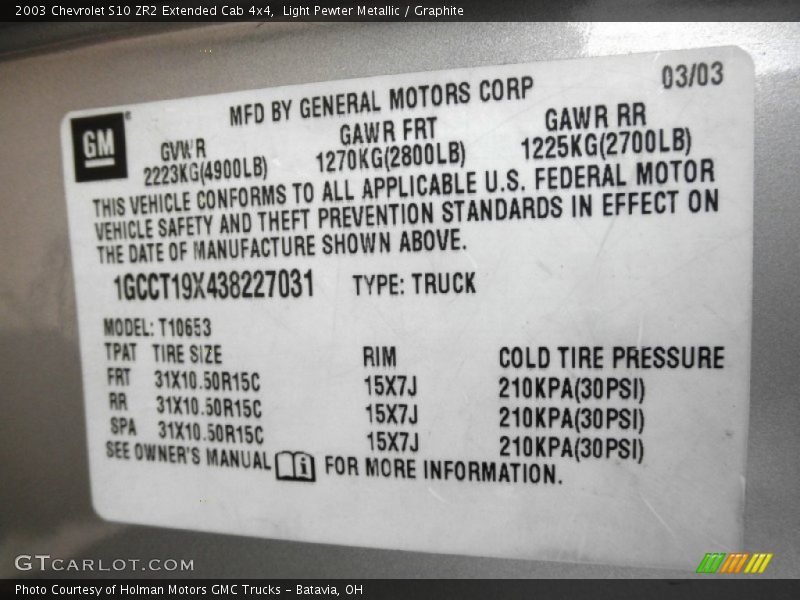 2003 Chevrolet S10 ZR2 Extended Cab 4x4, Light Pewter Metallic / Graphite
03/03
MFD BY GENERAL MOTORS CORP
GM®
GVWR GAWR FRT GAWR RR
2223KG(4900LB) 1270KG(2800LB) 1225KG(2700LB)
THIS VEHICLE CONFORMS TO ALL APPLICABLE U.S. FEDERAL MOTOR
VEHICLE SAFETY AND THEFT PREVENTION STANDARDS IN EFFECT ON
THE DATE OF MANUFACTURE SHOWN ABOVE.
1GCCT19X438227031 TYPE: TRUCK
MODEL: T10653
TPAT TIRE SIZE RIM COLD TIRE PRESSURE
FRT 31X10.50R15C 15X7J 210KPA(30PSI)
RR 31X10.50R15C 15X7J 210KPA(30PSI)
SPA 31X10.50R15C 15X7J 210KPA(30PSI)
SEE OWNER'S MANUAL i FOR MORE INFORMATION.
GTCARLOT.COM
Photo Courtesy of Holman Motors GMC Trucks - Batavia, OH